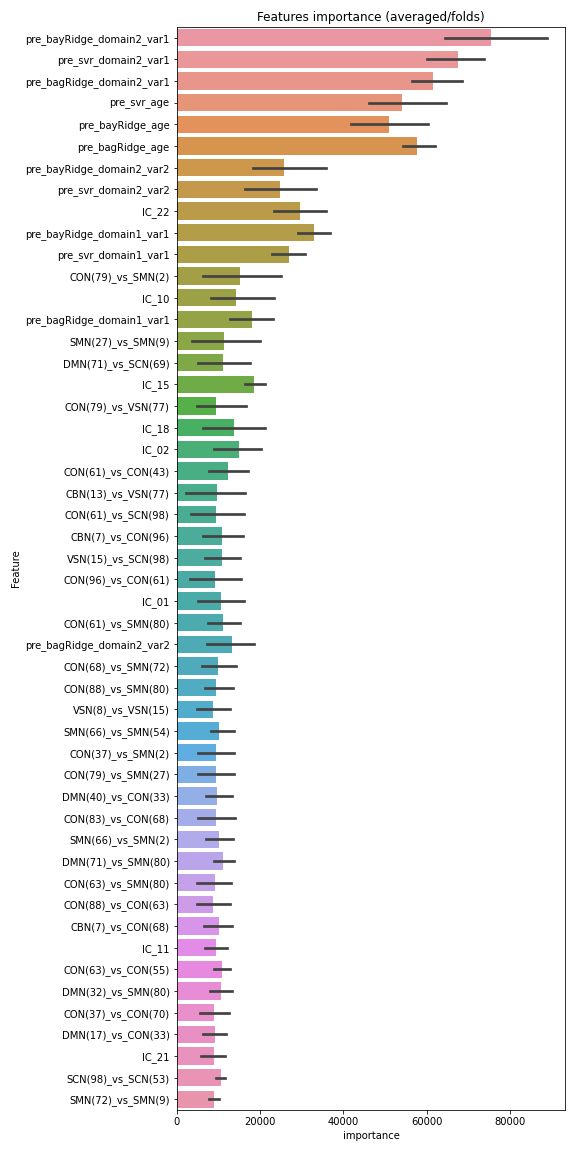 Features importance (averaged/folds)
pre_bayRidge_domain2_var1
pre_svr_domain2_var1
pre_bagRidge_domain2_var1
pre_svr_age
pre_bayRidge_age
pre_bagRidge_age
pre_bayRidge_domain2_var2
pre_svr_domain2_var2
IC_22
pre_bayRidge_domain1_var1
pre_svr_domain1_var1
CON(79)_vs_SMN(2)
IC_10
pre_bagRidge_domain1_var1
SMN(27)_vs_SMN(9)
DMN(71)_vs_SCN(69)
IC_15
CON(79)_vs_VSN(77)
IC_18
IC_02
CON(61)_vs_CON(43)
CBN(13)_vs_VSN(77)
CON(61)_vs_SCN(98)
CBN(7)_vs_CON(96)
VSN(15)_vs_SCN(98)
CON(96)_vs_CON(61)
IC_01
CON(61)_vs_SMN(80)
pre_bagRidge_domain2_var2
CON(68)_vs_SMN(72)
CON(88)_vs_SMN(80)
VSN(8)_vs_VSN(15)
SMN(66)_vs_SMN(54)
CON(37)_vs_SMN(2)
CON(79)_vs_SMN(27)
DMN(40)_vs_CON(33)
CON(83)_vs_CON(68)
SMN(66)_vs_SMN(2)
DMN(71)_vs_SMN(80)
CON(63)_vs_SMN(80)
CON(88)_vs_CON(63)
CBN(7)_vs_CON(68)
IC_11
CON(63)_vs_CON(55)
DMN(32)_vs_SMN(80)
CON(37)_vs_CON(70)
DMN(17)_vs_CON(33)
IC_21
SCN(98)_vs_SCN(53)
SMN(72)_vs_SMN(9)
Feature
0 20000 40000 60000 80000
importance